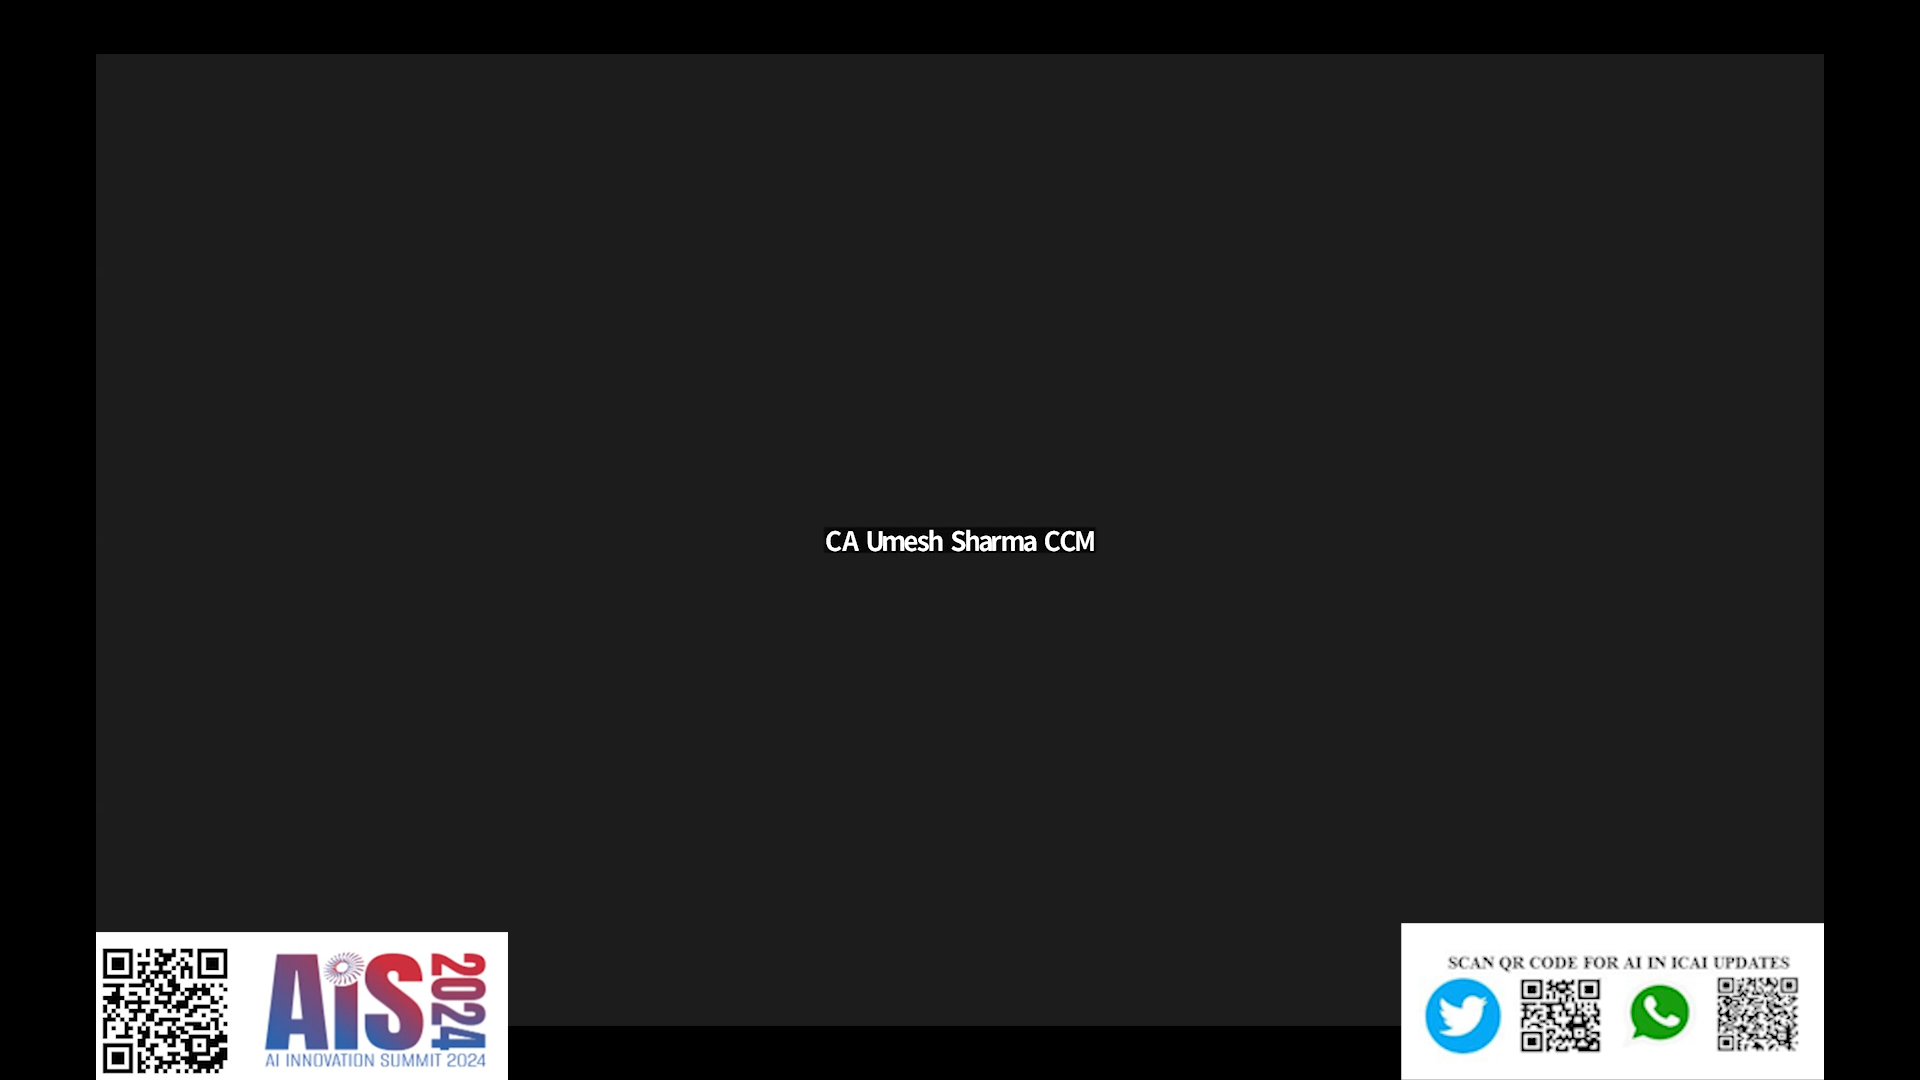 CA Umesh Sharma CCM
AiS 2024
AI INNOVATION SUMMIT 2024
SCAN QR CODE FOR AI IN ICAI UPDATES